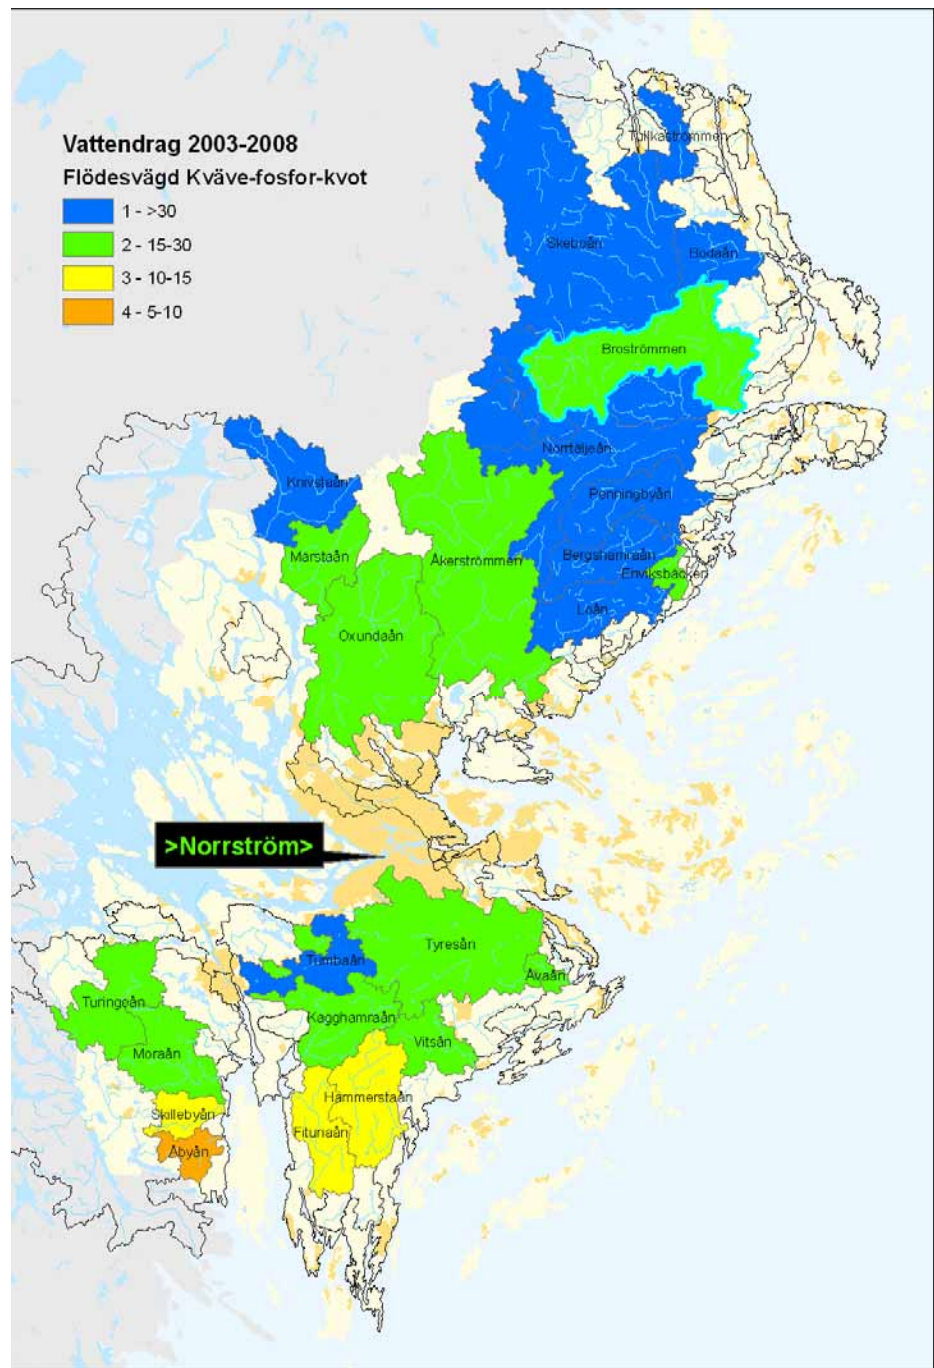 Vattendrag 2003-2008
Flödesvägd Kväve-fosfor-kvot
1 - >30
2 - 15-30
3 - 10-15
4 - 5-10
Tullkaströmmen
Skeboån
Bodaån
Broströmmen
Norrtäljeån
Knivstaån
Penningbyån
Märstaån
Åkerströmmen
Bergshamraån
Enviksbäcken
Loån
Oxundaån
>Norrström>
Tyresån
Tumbaån
Åvaån
Turingeån
Kagghamraån
Vitsån
Moraån
Hammerstaån
Skillebyån
Fituriaån
Åbyån